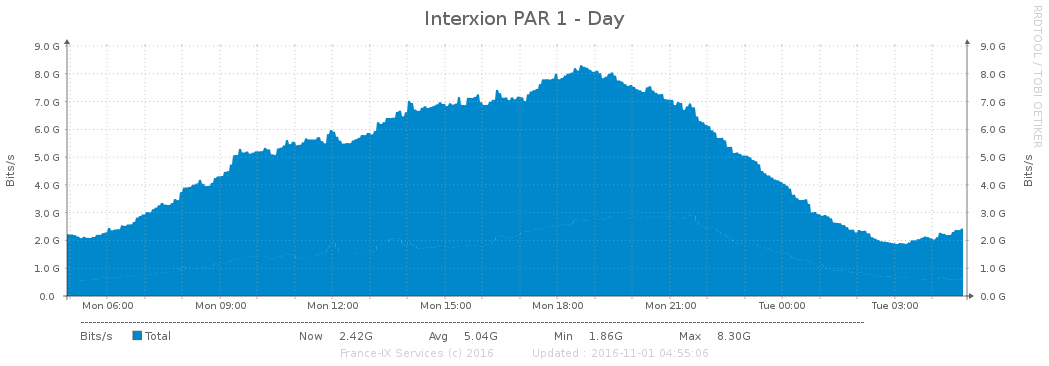 Interxion PAR 1 - Day
RRDTOOL / TOBI OETIKER
9.0 G 9.0 G
8.0 G 8.0 G
7.0 G 7.0 G
6.0 G 6.0 G
5.0 G 5.0 G
4.0 G 4.0 G
3.0 G 3.0 G
2.0 G 2.0 G
1.0 G 1.0 G
0.0 0.0 G
Bits/s Bits/s
Mon 06:00 Mon 09:00 Mon 12:00 Mon 15:00 Mon 18:00 Mon 21:00 Tue 00:00 Tue 03:00
Bits/s Total Now 2.42G Avg 5.04G Min 1.86G Max 8.30G
France-IX Services (c) 2016 Updated : 2016-11-01 04:55:06